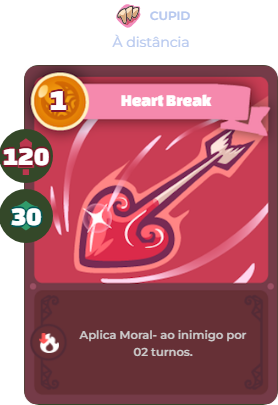 CUPID
À distância
1
Heart Break
120
30
Aplica Moral- ao inimigo por
02 turnos.